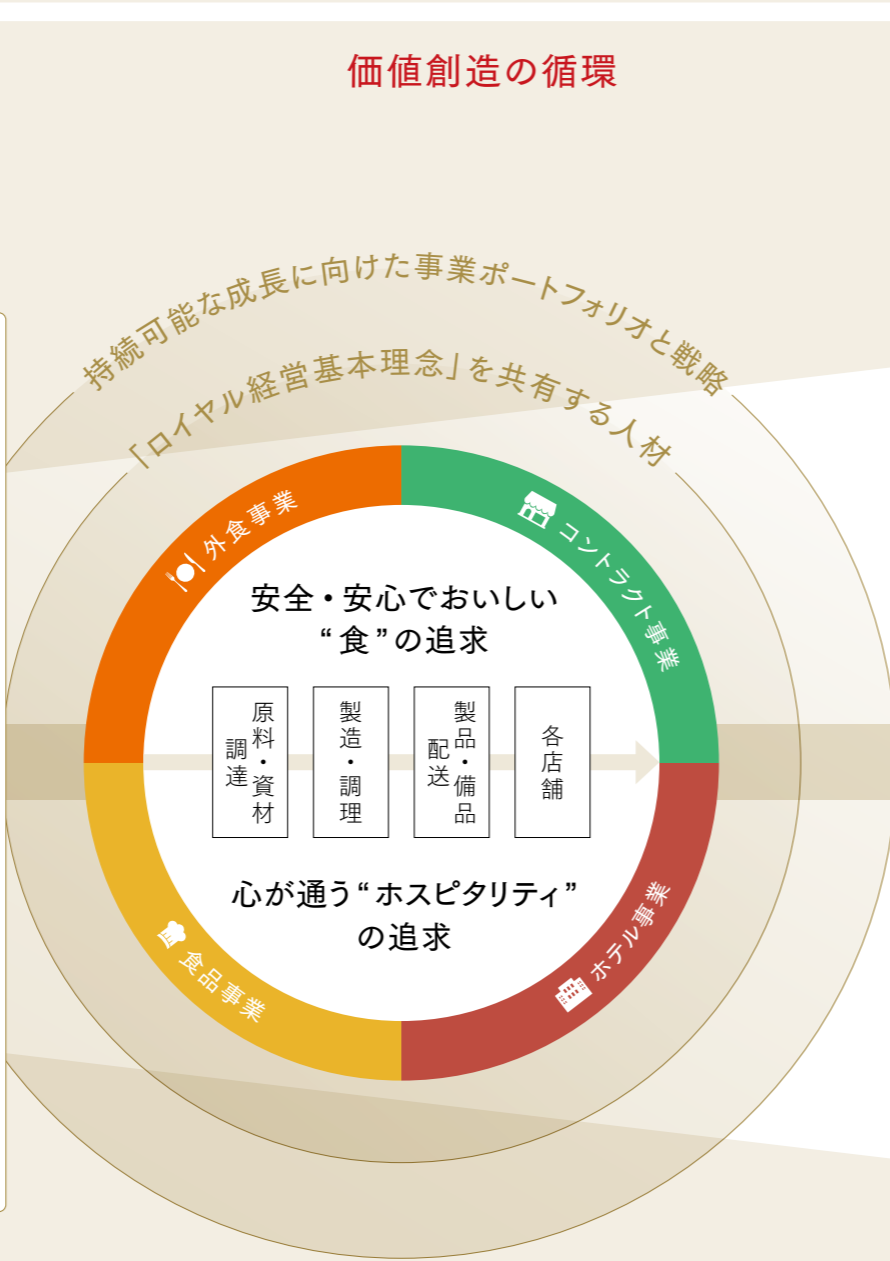 価値創造の循環
持続可能な成長に向けた事業ポートフォリオと戦略
「ロイヤル経営基本理念」を共有する人材
外食事業
コントラクト事業
安全・安心でおいしい
“食”の追求
原料・資材
調達
製造・調理
製品・備品
配送
各店舗
心が通う“ホスピタリティ”
の追求
食品事業
ホテル事業